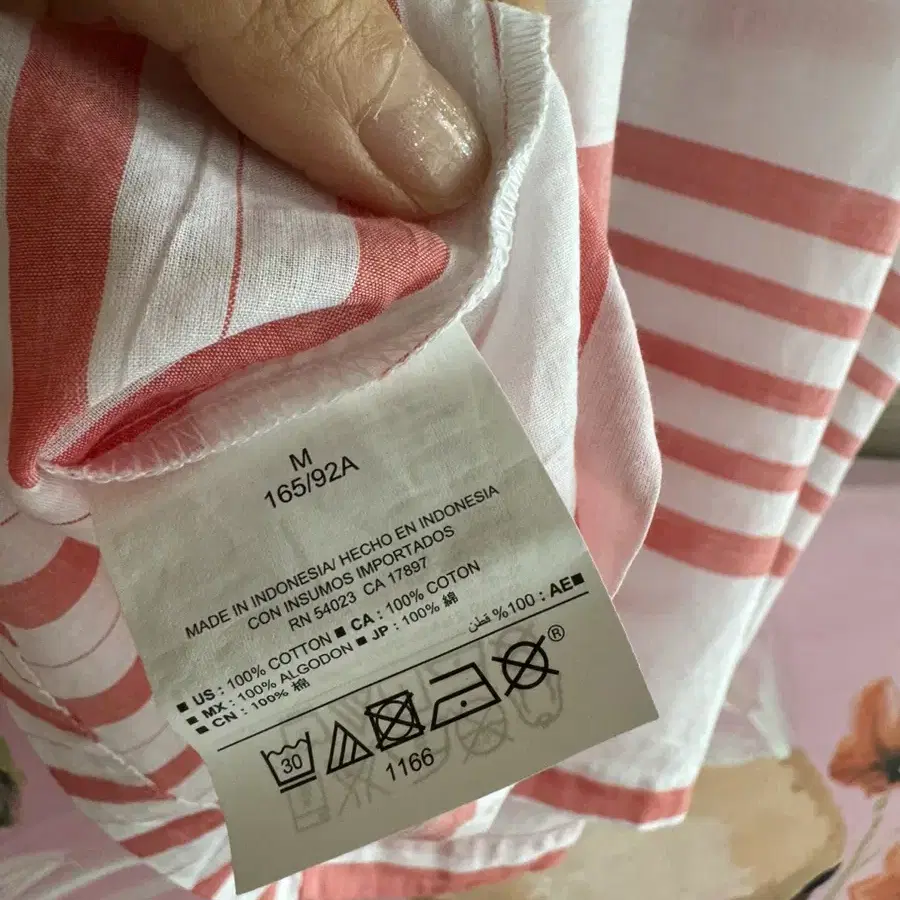 M
165/92A
MADE IN INDONESIA/ HECHO EN INDONESIA
CON INSUMOS IMPORTADOS
RN 54023 CA 17897
■ US : 100% COTTON ■ CA : 100% COTON
■ MX : 100% ALGODON ■ JP : 100% 綿
■ CN : 100% 棉
■AE : 100% قطن
30
®
1166